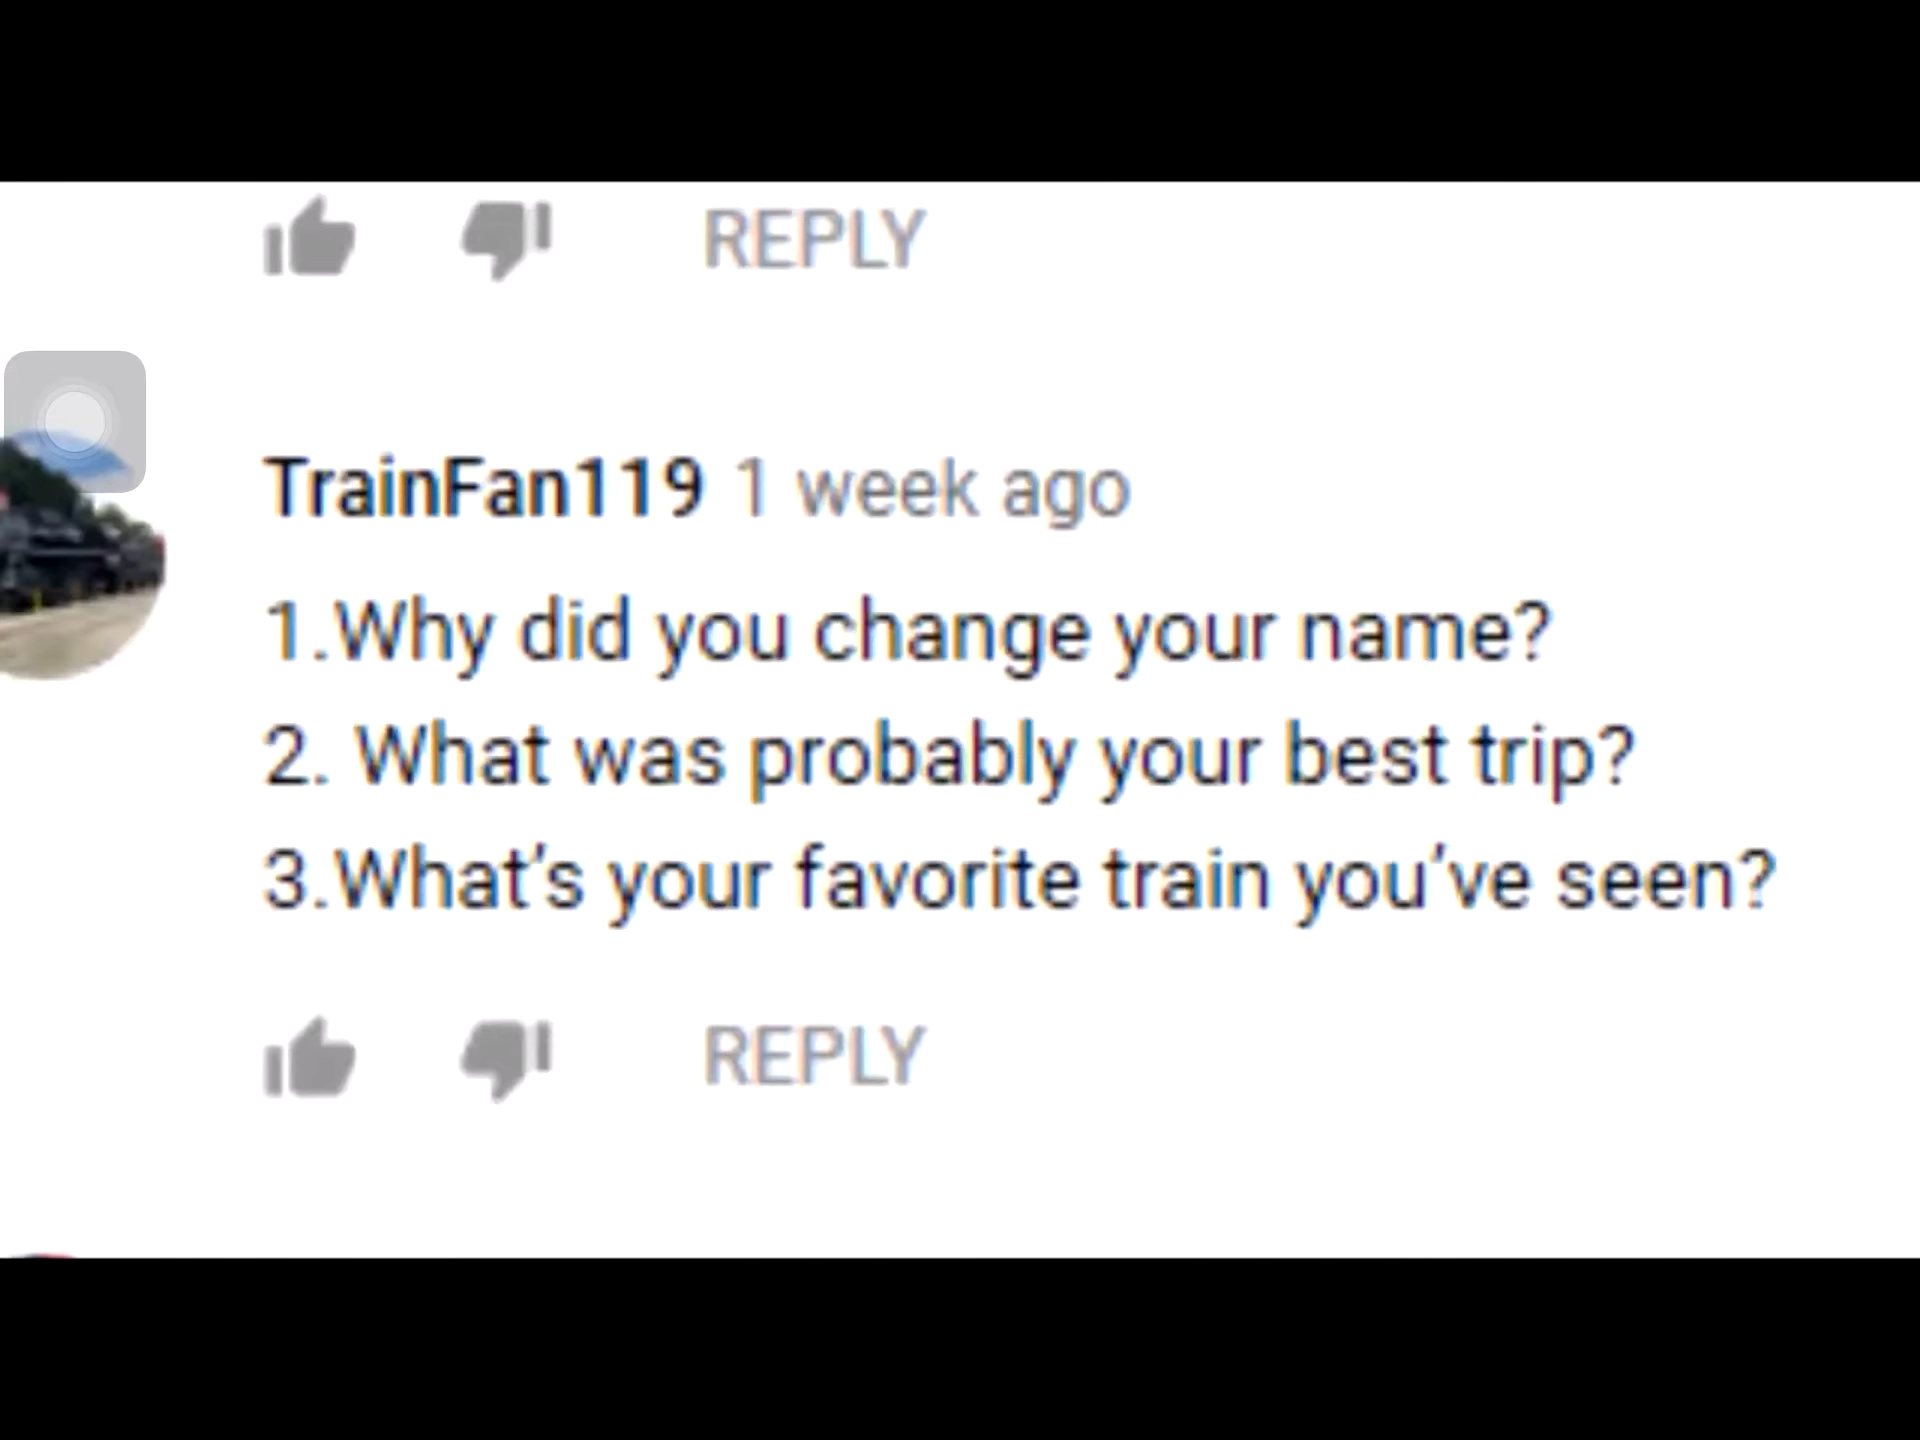 REPLY
TrainFan119 1 week ago
1.Why did you change your name?
2. What was probably your best trip?
3.What's your favorite train you've seen?
REPLY